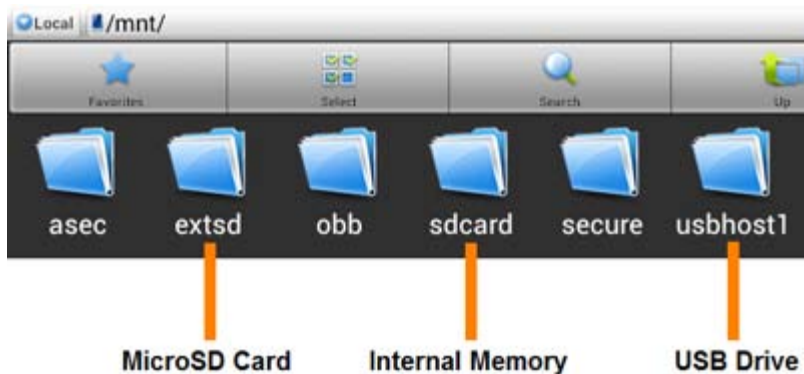 Local /mnt/
Favorites Select Search Up
asec extsd obb sdcard secure usbhost1
MicroSD Card Internal Memory USB Drive